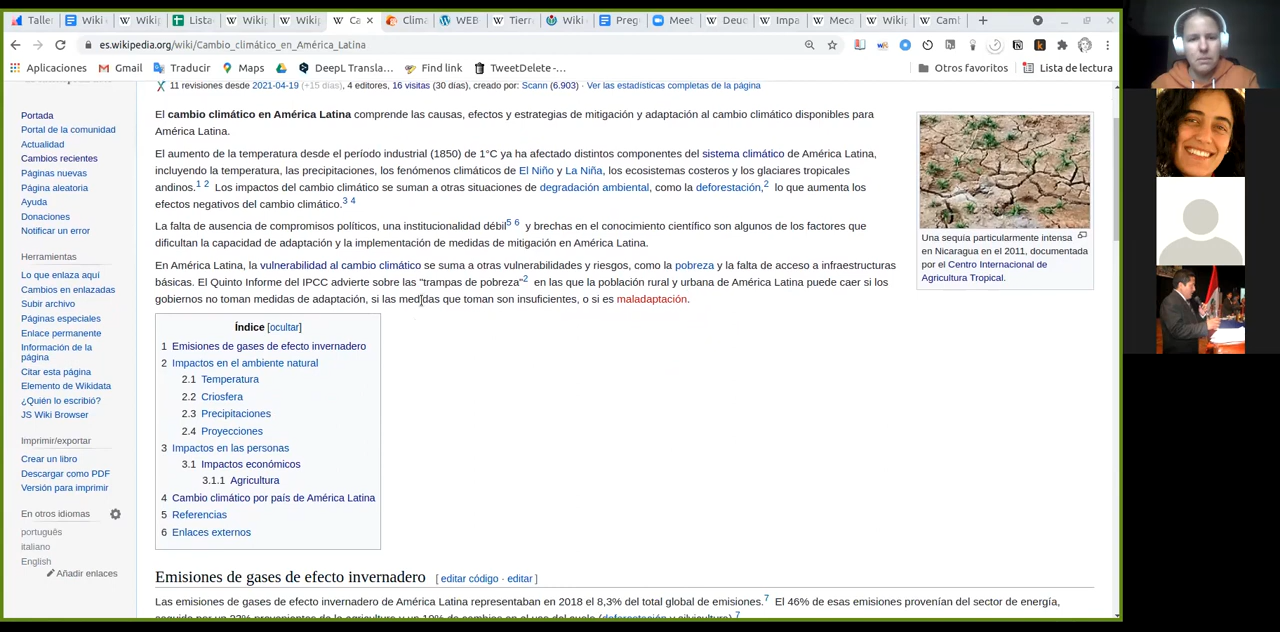 Taller
Wiki
Wikip
Lista
Wikip
Wikip
Ca
Clima
WEB
Tierr
Wiki
Preg
Meet
Deud
Impa
Meca
Wikip
Camb
es.wikipedia.org/wiki/Cambio_climático_en_América_Latina
Aplicaciones
Gmail
Traducir
Maps
DeepL Transla...
Find link
TweetDelete -...
Otros favoritos
Lista de lectura
11 revisiones desde 2021-04-19 (+15 días), 4 editores, 16 visitas (30 días), creado por: Scann (6.903) · Ver las estadísticas completas de la página
Portada
Portal de la comunidad
Actualidad
Cambios recientes
Páginas nuevas
Página aleatoria
Ayuda
Donaciones
Notificar un error
Herramientas
Lo que enlaza aquí
Cambios en enlazadas
Subir archivo
Páginas especiales
Enlace permanente
Información de la
página
Citar esta página
Elemento de Wikidata
¿Quién lo escribió?
JS Wiki Browser
Imprimir/exportar
Crear un libro
Descargar como PDF
Versión para imprimir
En otros idiomas
português
italiano
English
Añadir enlaces
El cambio climático en América Latina comprende las causas, efectos y estrategias de mitigación y adaptación al cambio climático disponibles para
América Latina.
El aumento de la temperatura desde el período industrial (1850) de 1°C ya ha afectado distintos componentes del sistema climático de América Latina,
incluyendo la temperatura, las precipitaciones, los fenómenos climáticos de El Niño y La Niña, los ecosistemas costeros y los glaciares tropicales
andinos.1 2 Los impactos del cambio climático se suman a otras situaciones de degradación ambiental, como la deforestación,2 lo que aumenta los
efectos negativos del cambio climático.3 4
La falta de ausencia de compromisos políticos, una institucionalidad débil5 6 y brechas en el conocimiento científico son algunos de los factores que
dificultan la capacidad de adaptación y la implementación de medidas de mitigación en América Latina.
En América Latina, la vulnerabilidad al cambio climático se suma a otras vulnerabilidades y riesgos, como la pobreza y la falta de acceso a infraestructuras
básicas. El Quinto Informe del IPCC advierte sobre las "trampas de pobreza"2 en las que la población rural y urbana de América Latina puede caer si los
gobiernos no toman medidas de adaptación, si las medidas que toman son insuficientes, o si es maladaptación.
Una sequía particularmente intensa
en Nicaragua en el 2011, documentada
por el Centro Internacional de
Agricultura Tropical.
Índice [ocultar]
1 Emisiones de gases de efecto invernadero
2 Impactos en el ambiente natural
2.1 Temperatura
2.2 Criosfera
2.3 Precipitaciones
2.4 Proyecciones
3 Impactos en las personas
3.1 Impactos económicos
3.1.1 Agricultura
4 Cambio climático por país de América Latina
5 Referencias
6 Enlaces externos
Emisiones de gases de efecto invernadero [ editar código · editar ]
Las emisiones de gases de efecto invernadero de América Latina representaban en 2018 el 8,3% del total global de emisiones.7 El 46% de esas emisiones provenían del sector de energía,